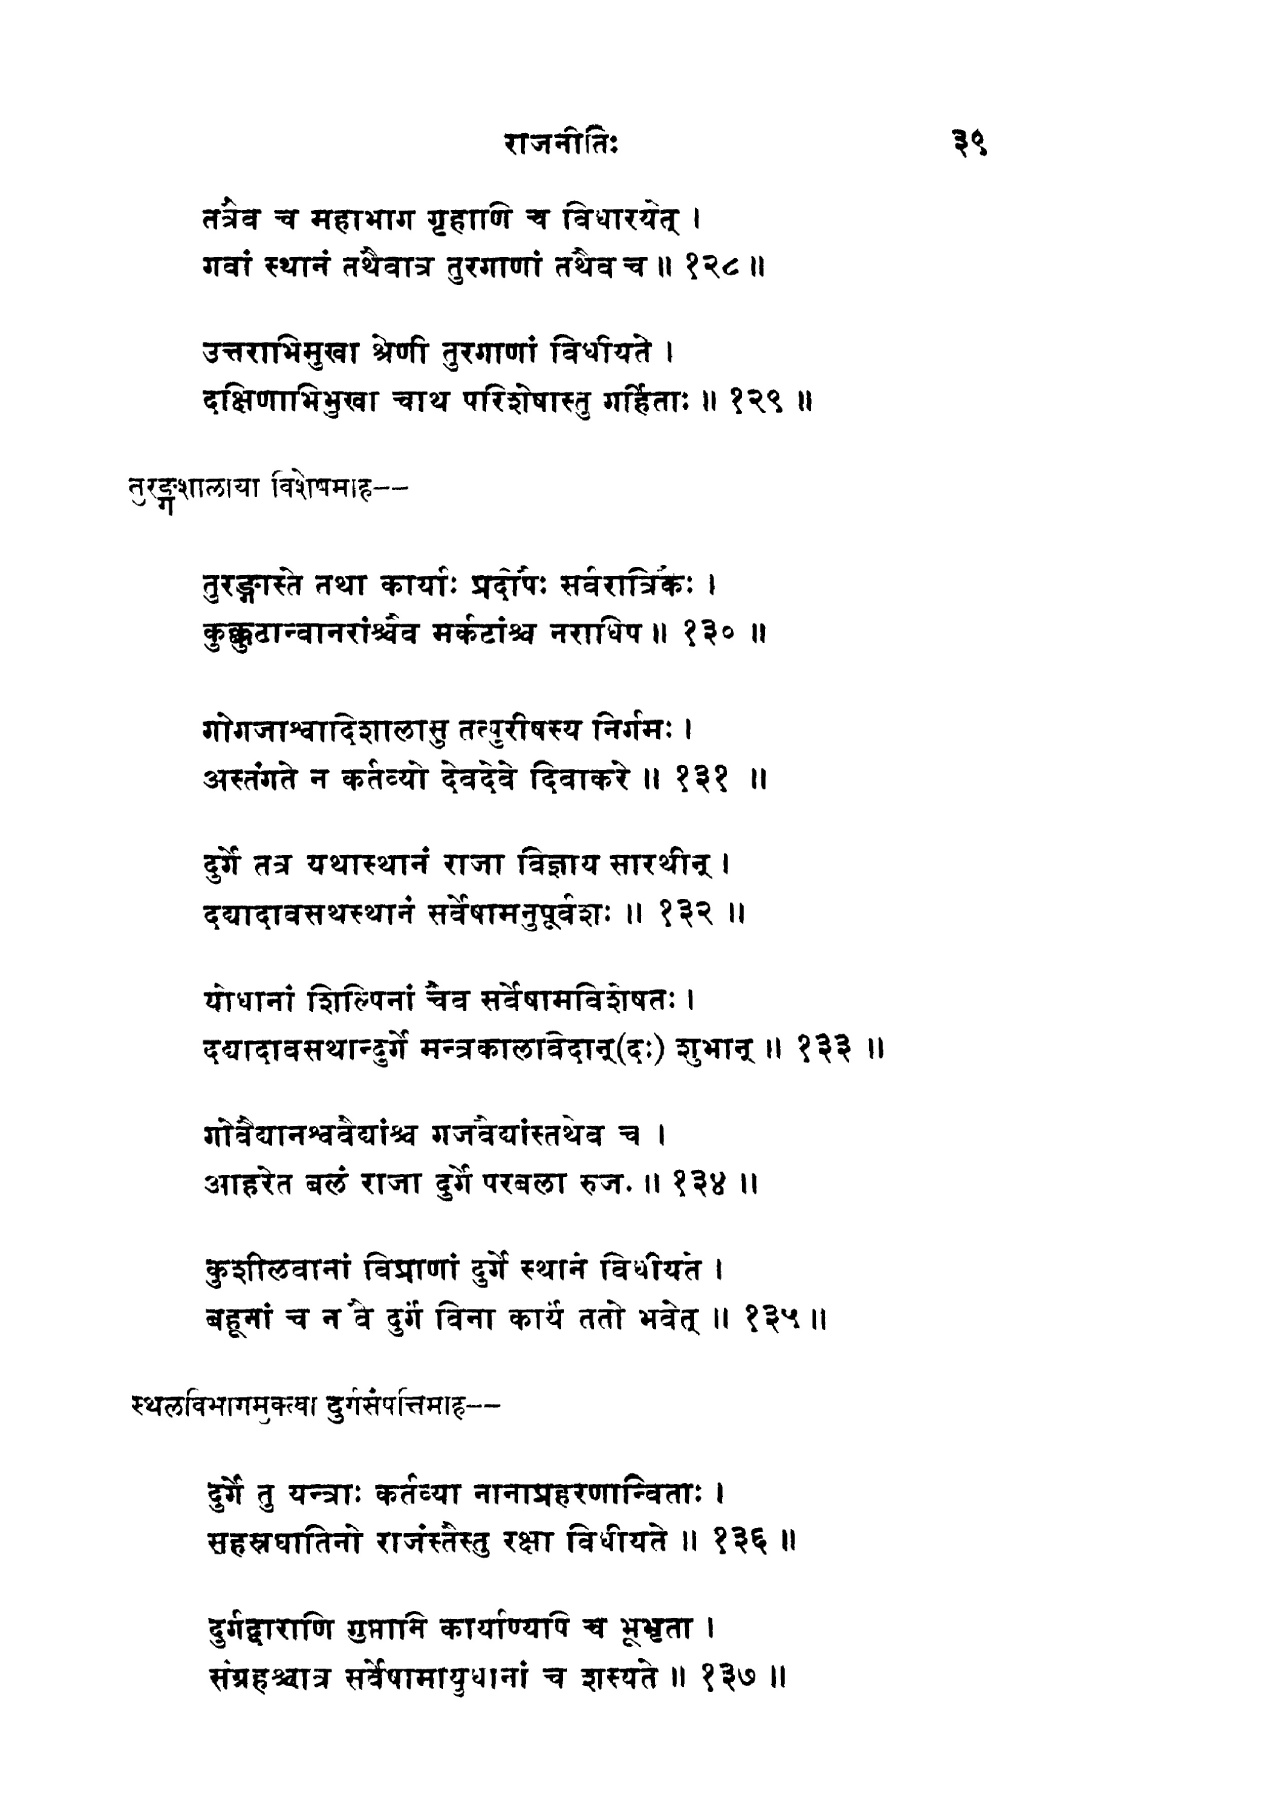 राजनीतिः ३९
तत्रैव च महाभाग गृहाणि च विधारयेत् ।
गवां स्थानं तथैवात्र तुरगाणां तथैव च ॥ १२८ ॥
उत्तराभिमुखा श्रेणी तुरगाणां विधीयते ।
दक्षिणाभिमुखा चाथ परिशेषास्तु गर्हिताः ॥ १२९ ॥
तुरङ्गशालाया विशेषमाह--
तुरङ्गास्ते तथा कार्याः प्रदीपैः सर्वरात्रिकैः ।
कुक्कुटान्वानरांश्चैव मर्कटांश्च नराधिप ॥ १३० ॥
गोगजाश्वादिशालासु तत्पुरीषस्य निर्गमः ।
अस्तंगते न कर्तव्यो देवदेवे दिवाकरे ॥ १३१ ॥
दुर्गे तत्र यथास्थानं राजा विज्ञाय सारथीन् ।
दद्यादावसथस्थानं सर्वेषामनुपूर्वशः ॥ १३२ ॥
योधानां शिल्पिनां चैव सर्वेषामविशेषतः ।
दद्यादावसथान्दुर्गे मन्त्रकालविदान्(दः) शुभान् ॥ १३३ ॥
गोवैद्यानश्ववैद्यांश्च गजवैद्यांस्तथैव च ।
आहरेत बलं राजा दुर्गे परबला रुजः ॥ १३४ ॥
कुशीलवानां विप्राणां दुर्गे स्थानं विधीयते ।
बहूनां च न वै दुर्गं विना कार्यं ततो भवेत् ॥ १३५ ॥
स्थलविभागमुक्त्वा दुर्गसंपत्तिमाह--
दुर्गे तु यन्त्राः कर्तव्या नानाप्रहरणान्विताः ।
सहस्रघातिनो राजंस्तैस्तु रक्षा विधीयते ॥ १३६ ॥
दुर्गद्वाराणि गुप्तानि कार्याण्यपि च भूभृता ।
संग्रहश्चात्र सर्वेषामायुधानां च शस्यते ॥ १३७ ॥